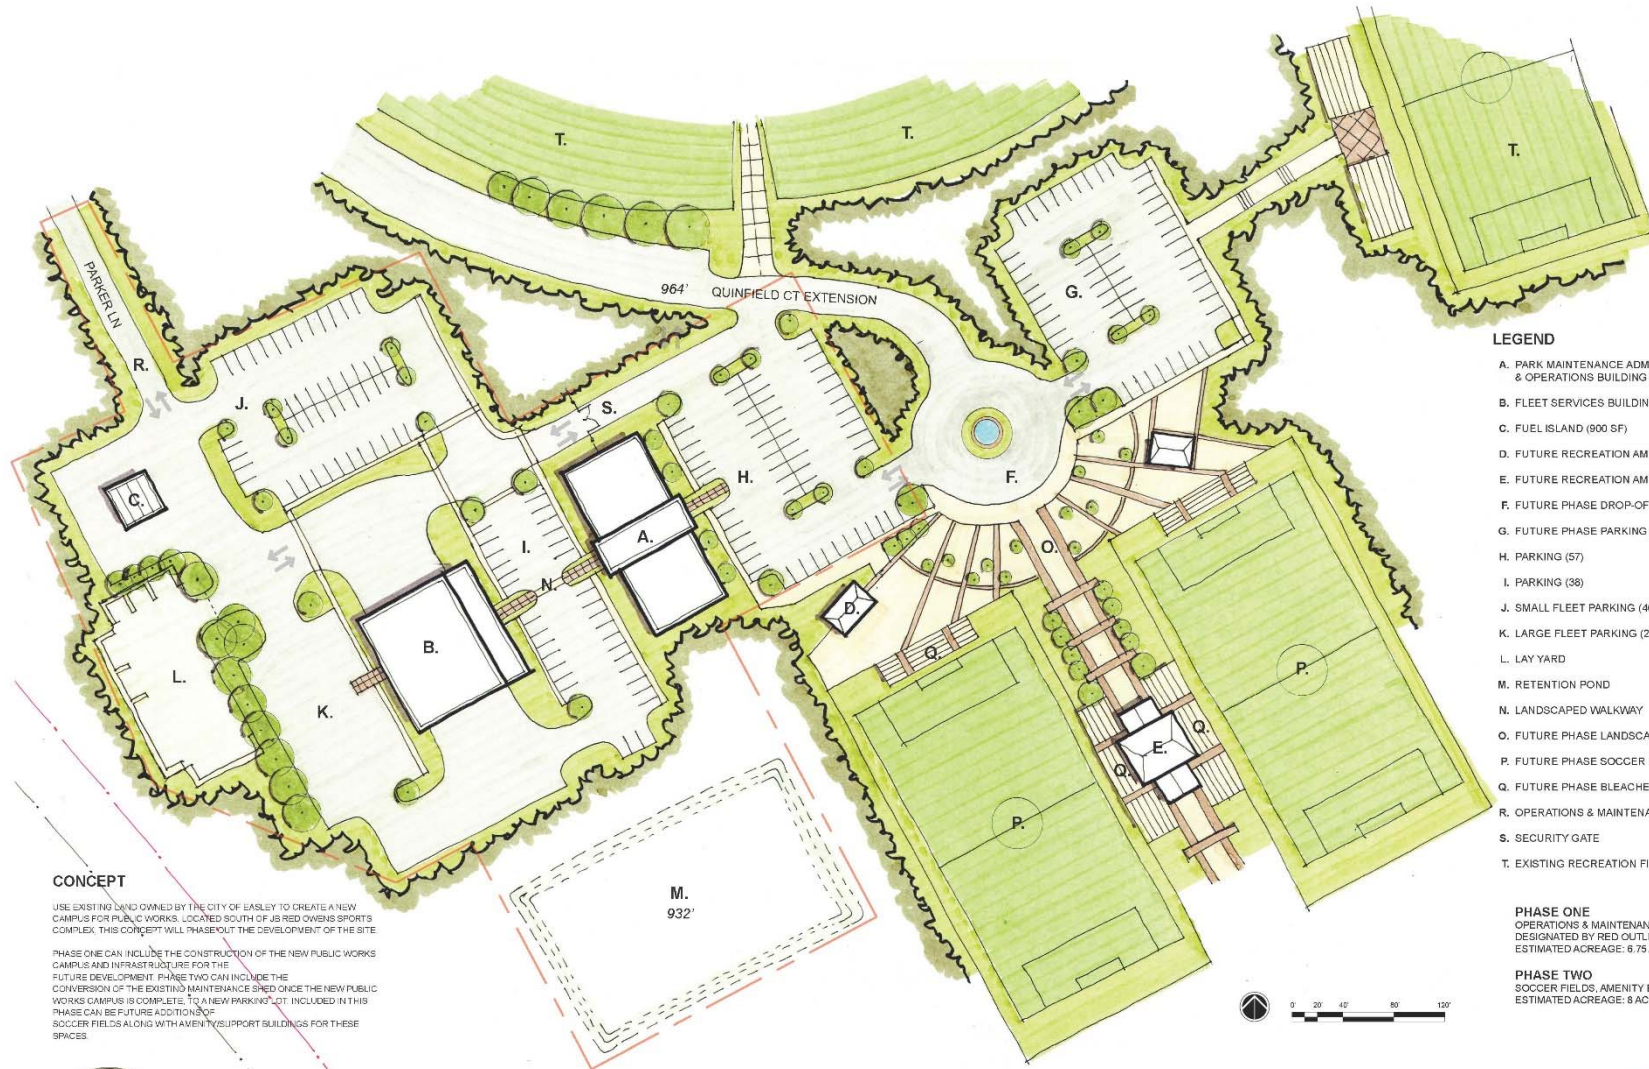 T.
T.
T.
PARKER LN
964' QUINFIELD CT EXTENSION
G.
R.
J.
S.
H.
F.
C.
I.
A.
O.
N.
D.
B.
Q.
L.
P.
K.
E.
Q.
Q.
P.
M.
932'
LEGEND
A. PARK MAINTENANCE ADM
& OPERATIONS BUILDING
B. FLEET SERVICES BUILDIN
C. FUEL ISLAND (900 SF)
D. FUTURE RECREATION AM
E. FUTURE RECREATION AM
F. FUTURE PHASE DROP-OF
G. FUTURE PHASE PARKING
H. PARKING (57)
I. PARKING (38)
J. SMALL FLEET PARKING (4
K. LARGE FLEET PARKING (2
L. LAY YARD
M. RETENTION POND
N. LANDSCAPED WALKWAY
O. FUTURE PHASE LANDSCA
P. FUTURE PHASE SOCCER
Q. FUTURE PHASE BLEACHE
R. OPERATIONS & MAINTENA
S. SECURITY GATE
T. EXISTING RECREATION FI
PHASE ONE
OPERATIONS & MAINTENAN
DESIGNATED BY RED OUTLI
ESTIMATED ACREAGE: 6.75
PHASE TWO
SOCCER FIELDS, AMENITY
ESTIMATED ACREAGE: 8 AC
CONCEPT
USE EXISTING LAND OWNED BY THE CITY OF EASLEY TO CREATE A NEW
CAMPUS FOR PUBLIC WORKS. LOCATED SOUTH OF JB RED OWENS SPORTS
COMPLEX, THIS CONCEPT WILL PHASE OUT THE DEVELOPMENT OF THE SITE.
PHASE ONE CAN INCLUDE THE CONSTRUCTION OF THE NEW PUBLIC WORKS
CAMPUS AND INFRASTRUCTURE FOR THE
FUTURE DEVELOPMENT. PHASE TWO CAN INCLUDE THE
CONVERSION OF THE EXISTING MAINTENANCE SHED ONCE THE NEW PUBLIC
WORKS CAMPUS IS COMPLETE, TO A NEW PARKING LOT. INCLUDED IN THIS
PHASE CAN BE FUTURE ADDITIONS OF
SOCCER FIELDS ALONG WITH AMENITY/SUPPORT BUILDINGS FOR THESE
SPACES.
0' 20' 40' 80' 120'